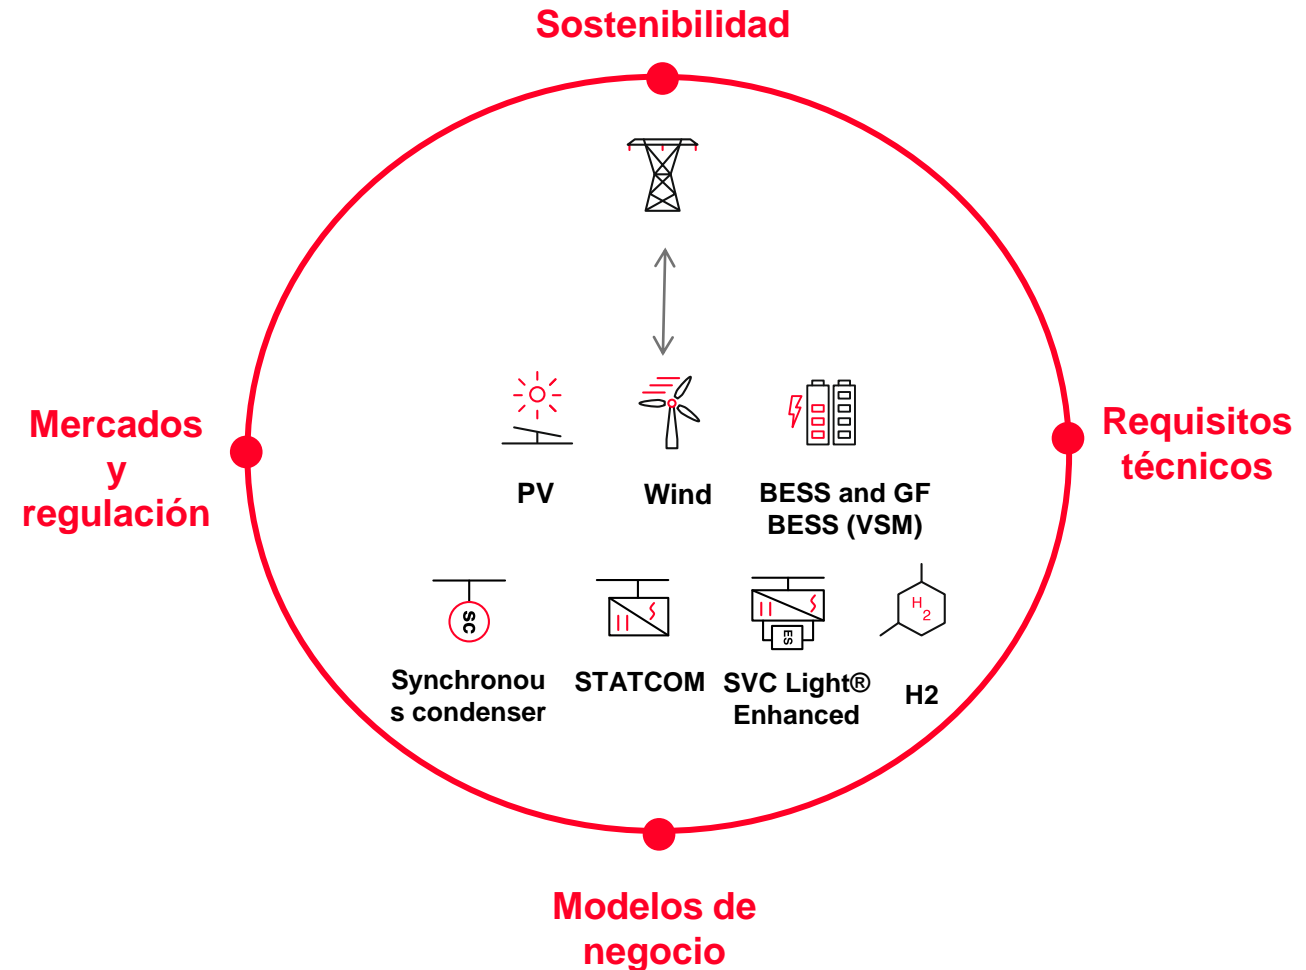 Sostenibilidad
Mercados
y
regulación
Requisitos
técnicos
PV
Wind
BESS and GF
BESS (VSM)
SC
ES
H2
Synchronou
s condenser
STATCOM
SVC Light®
Enhanced
H2
Modelos de
negocio